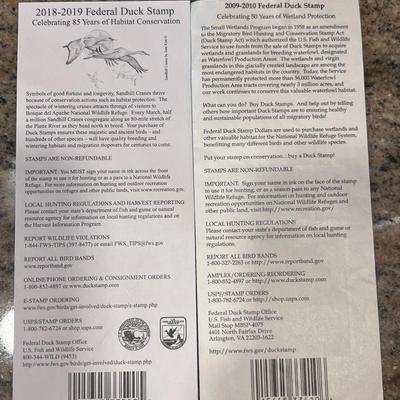 2018-2019 Federal Duck Stamp
Celebrating 85 Years of Habitat Conservation
Symbols of good fortune and longevity, Sandhill Cranes thrive
because of conservation actions such as habitat protection. The
spectacle of wintering cranes attracts throngs of visitors to
Bosque del Apache National Wildlife Refuge. Every March, half
a million Sandhill Cranes congregate along an 80-mile stretch of
the Platte River as they head north to breed. Your purchase of
Duck Stamps ensures these majestic and ancient birds - and
hundreds of other species - will have quality breeding and
wintering habitats and migration stopovers for centuries to come.
STAMPS ARE NON-REFUNDABLE
IMPORTANT: You MUST sign your name in ink across the front
of the stamp to use it for hunting or as a pass to a National Wildlife
Refuge. For more information on hunting and outdoor recreation
opportunities on refuges and other public lands, visit www.recreation.gov/.
LOCAL HUNTING REGULATIONS AND HARVEST REPORTING
Please contact your state's department of fish and game or natural
resource agency for information on local hunting regulations and on
the Harvest Information Program.
REPORT WILDLIFE VIOLATIONS
1-844-FWS-TIPS (397-8477) or email FWS_TIPS@fws.gov
REPORT ALL BIRD BANDS
www.reportband.gov
ONLINE/PHONE ORDERING & CONSIGNMENT ORDERS
1-800-852-4897 or www.duckstamp.com
E-STAMP ORDERING
www.fws.gov/birds/get-involved/duck-stamp/e-stamp.php
USPS/STAMP ORDERS
1-800-782-6724 or shop.usps.com
Federal Duck Stamp Office
US. Fish and Wildlife Service
800-344-WILD (9453)
http://www.fws.gov/birds/get-involved/duck-stamp.php
2009-2010 Federal Duck Stamp
Celebrating 50 Years of Wetland Protection
The Small Wetlands Program began in 1958 as an amendment
to the Migratory Bird Hunting and Conservation Stamp Act
(Duck Stamp Act) which authorized the U.S. Fish and Wildlife
Service to use funds from the sale of Duck Stamps to acquire
wetlands and grasslands for breeding waterfowl, designated
as Waterfowl Production Areas. The wetlands and virgin
grasslands in this glacially created landscape are among the
most endangered habitats in the country. Today, the Service
has permanently protected more than 36,000 Waterfowl
Production Area tracts covering nearly 3 million acres, and
our work continues to conserve this valuable waterfowl habitat.
What can you do? Buy Duck Stamps. And help out by telling
others how important Duck Stamps are to ensuring healthy
and sustainable populations of all migratory birds!
Federal Duck Stamp Dollars are used to purchase wetlands and
other valuable habitat for the National Wildlife Refuge System,
benefitting many different birds and other wildlife species.
Put your stamp on conservation...buy a Duck Stamp!
STAMPS ARE NON-REFUNDABLE.
IMPORTANT: Sign your name in ink on the face of the stamp
to use it for hunting, or as a season pass to any National
Wildlife Refuge. For information on hunting and outdoor
recreation opportunities on National Wildlife Refuges and
other public land, visit http://www.recreation.gov/.
LOCAL HUNTING REGULATIONS
Please contact your state's department of fish and game or
natural resource agency for information on local hunting
regulations.
REPORT ALL BIRD BANDS
1-800-327-2263 or http://www.reportband.gov
AMPLEX/ORDERING/REORDERING:
1-800-852-4897 or http://www.duckstamp.com
USPS/STAMP ORDERS:
1-800-782-6724 or http://shop.usps.com/
Federal Duck Stamp Office
U.S. Fish and Wildlife Service
Mail Stop MBSP-4075
4401 North Fairfax Drive
Arlington, VA 22203-1622
http://www.fws.gov/duckstamp